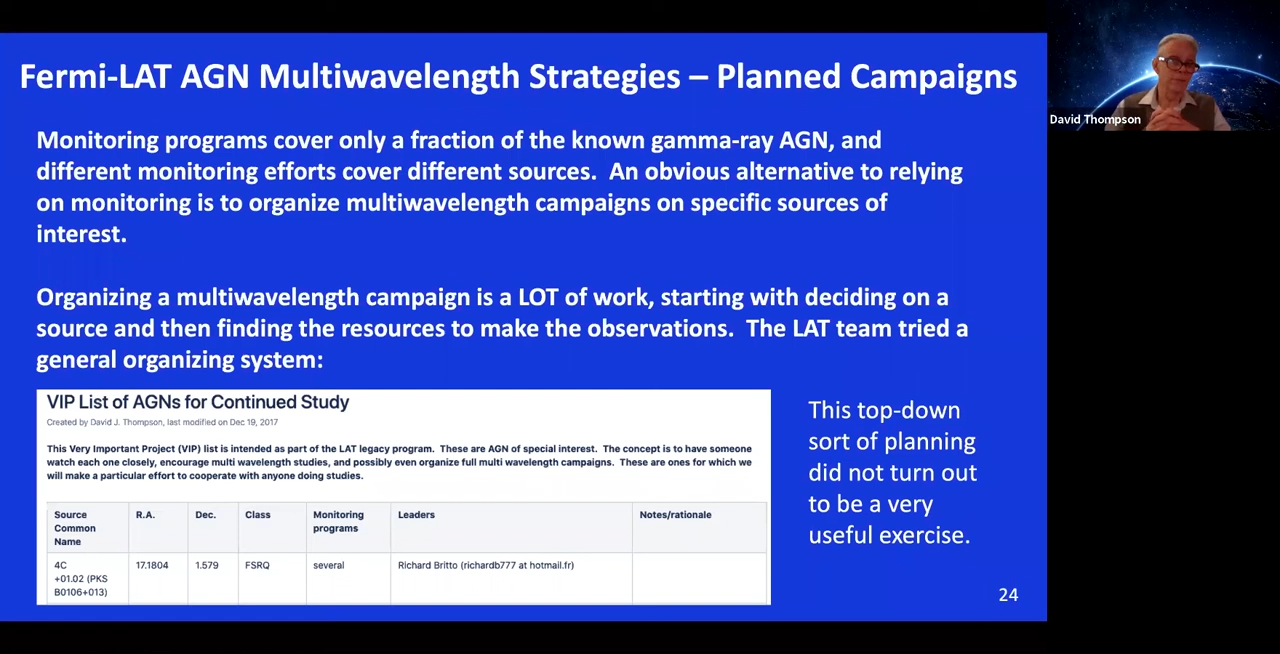 Fermi-LAT AGN Multiwavelength Strategies – Planned Campaigns
David Thompson
Monitoring programs cover only a fraction of the known gamma-ray AGN, and
different monitoring efforts cover different sources.  An obvious alternative to relying
on monitoring is to organize multiwavelength campaigns on specific sources of
interest.
Organizing a multiwavelength campaign is a LOT of work, starting with deciding on a
source and then finding the resources to make the observations.  The LAT team tried a
general organizing system:
VIP List of AGNs for Continued Study
Created by David J. Thompson, last modified on Dec 19, 2017
This Very Important Project (VIP) list is intended as part of the LAT legacy program.  These are AGN of special interest.  The concept is to have someone
watch each one closely, encourage multi wavelength studies, and possibly even organize full multi wavelength campaigns.  These are ones for which we
will make a particular effort to cooperate with anyone doing studies.
Source Common Name R.A. Dec. Class Monitoring programs Leaders Notes/rationale
4C +01.02 (PKS B0106+013) 17.1804 1.579 FSRQ several Richard Britto (richardb777 at hotmail.fr)
This top-down
sort of planning
did not turn out
to be a very
useful exercise.
24